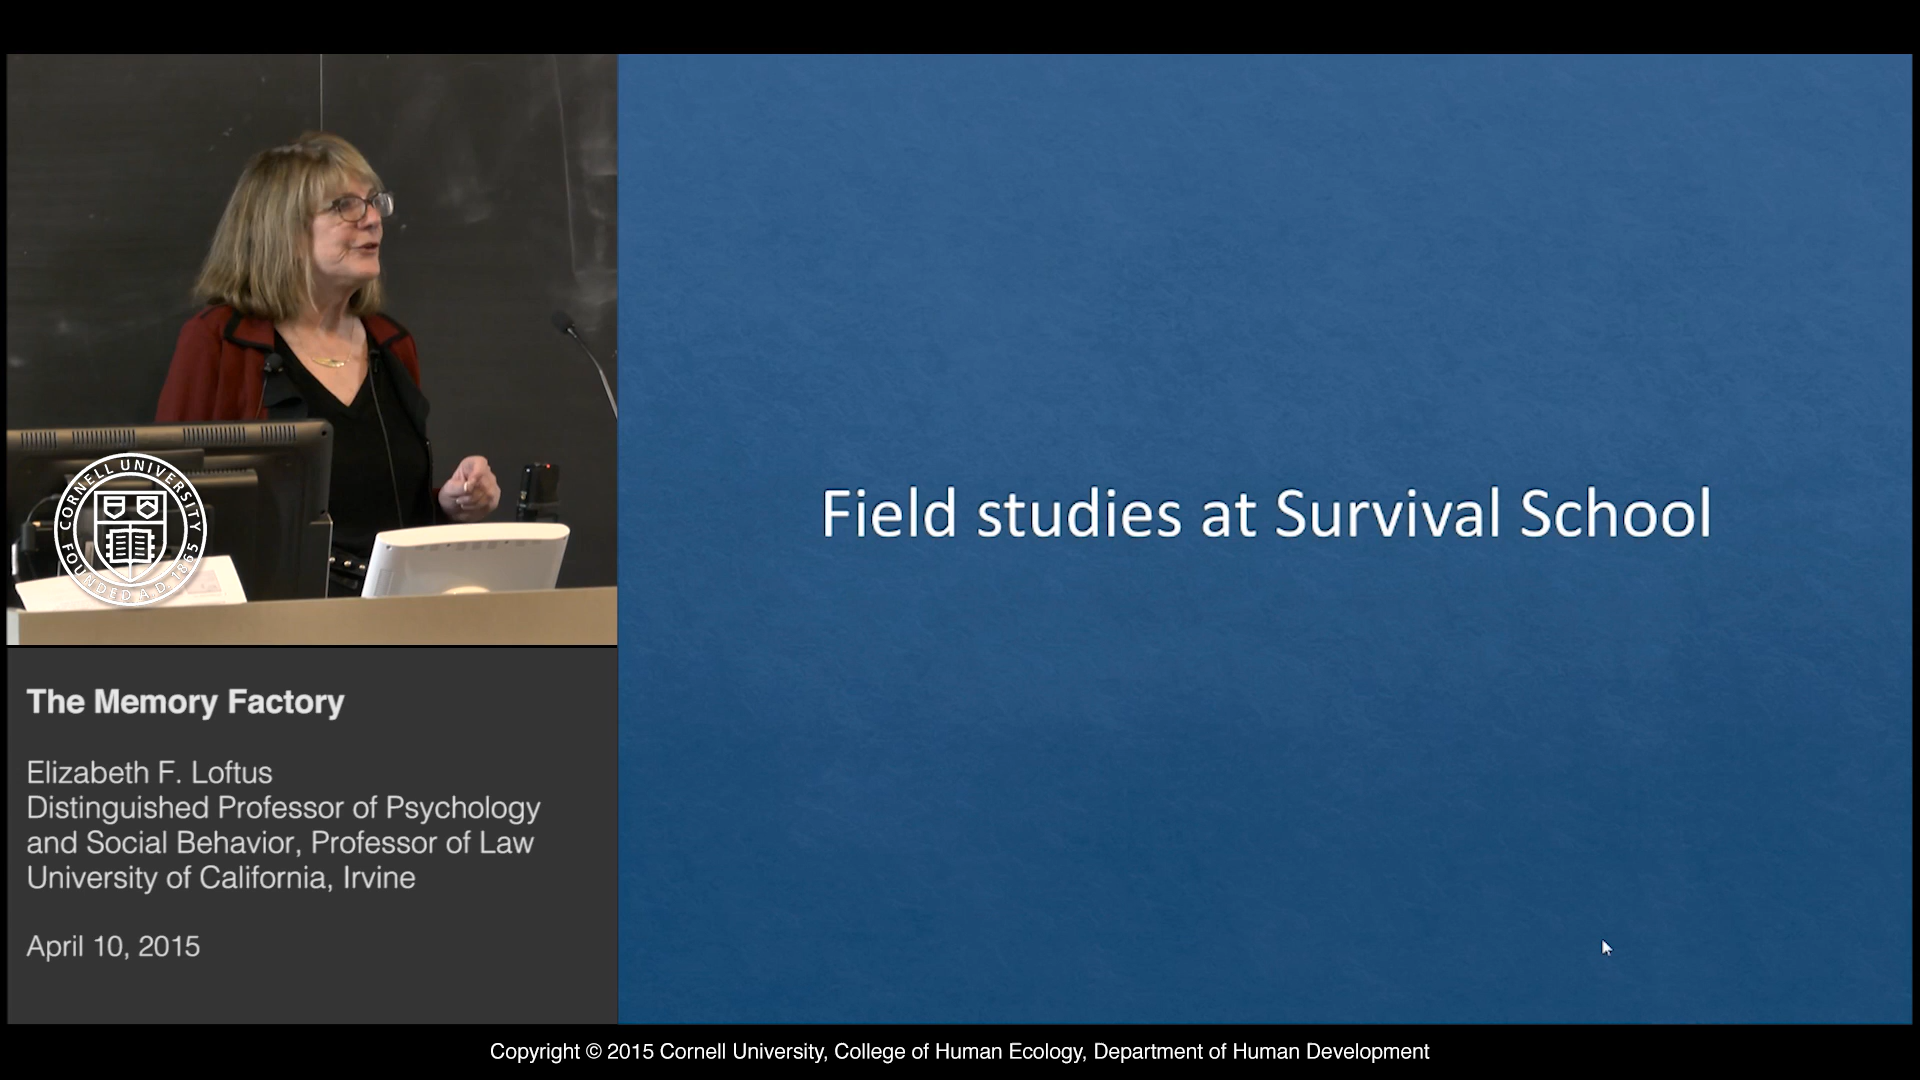 Field studies at Survival School
CORNELL UNIVERSITY
FOUNDED A.D. 1865
The Memory Factory
Elizabeth F. Loftus
Distinguished Professor of Psychology
and Social Behavior, Professor of Law
University of California, Irvine
April 10, 2015
Copyright © 2015 Cornell University, College of Human Ecology, Department of Human Development